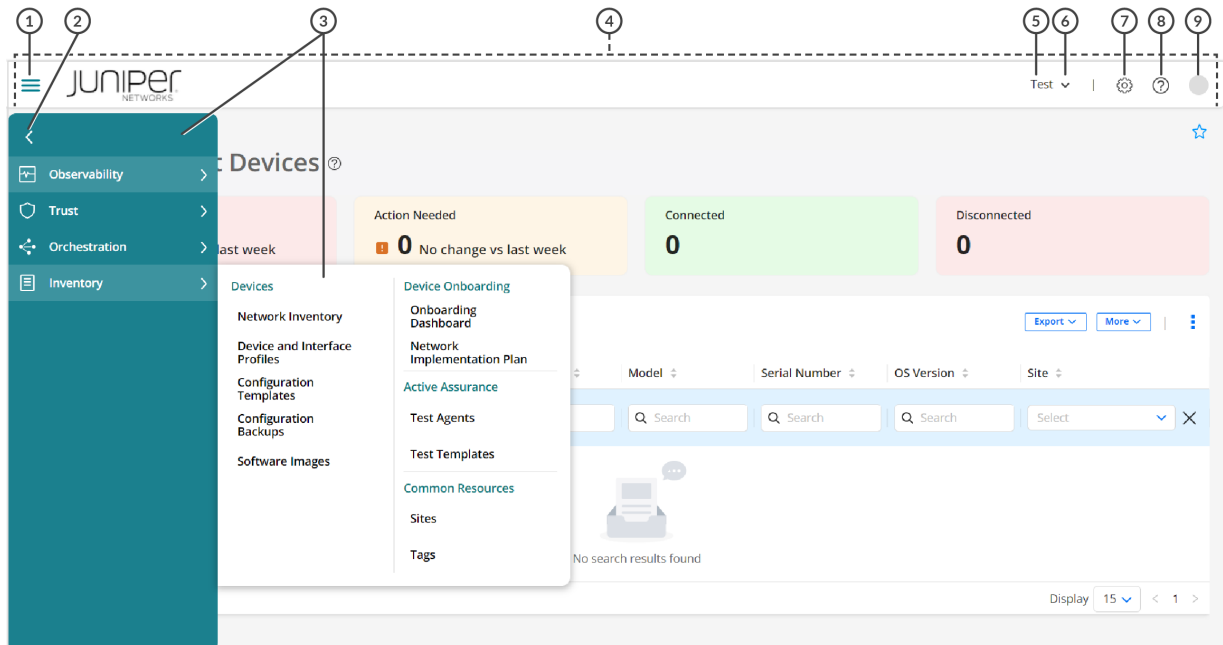 1 2 3 4 5 6 7 8 9
JUNIPEr
NETWORKS
Test
t Devices
Observability
Trust
Orchestration
Inventory
last week
Action Needed
0 No change vs last week
Connected
0
Disconnected
0
Devices
Network Inventory
Device and Interface
Profiles
Configuration
Templates
Configuration
Backups
Software Images
Device Onboarding
Onboarding
Dashboard
Network
Implementation Plan
Active Assurance
Test Agents
Test Templates
Common Resources
Sites
Tags
Export More
Model Serial Number OS Version Site
Search Search Search Select
No search results found
Display 15 < 1 >